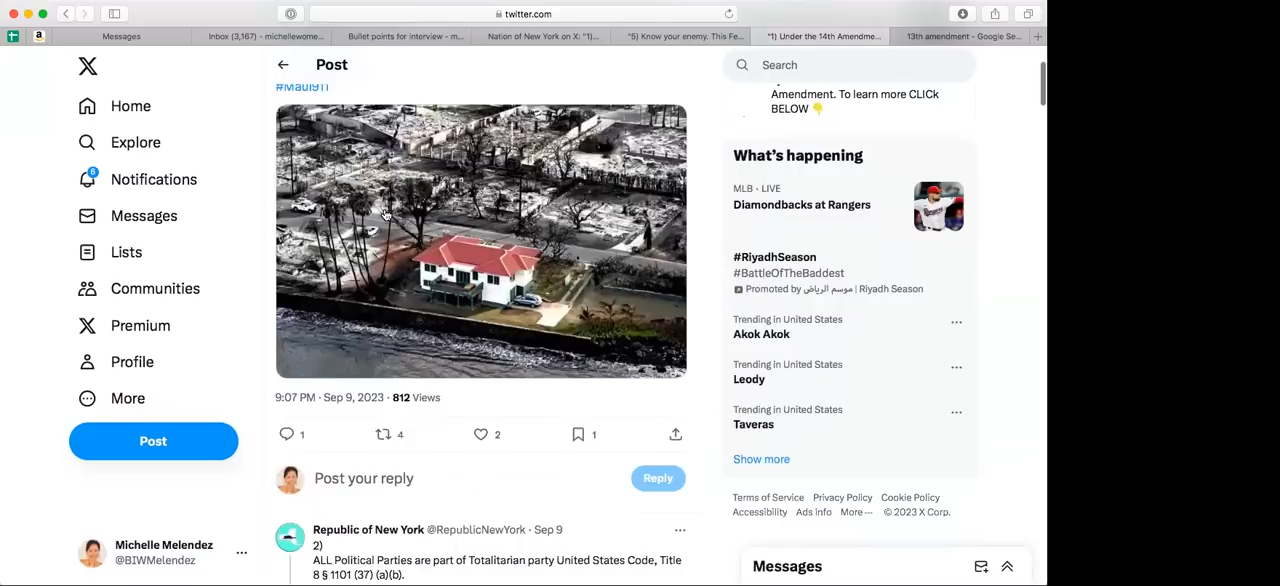 twitter.com
Messages
Inbox (3,167) - michellewome...
Bullet points for interview - m...
Nation of New York on X: "1)...
"5) Know your enemy. This Fe...
"1) Under the 14th Amendme...
13th amendment - Google Se...
Home
Explore
6
Notifications
Messages
Lists
Communities
Premium
Profile
More
Post
Michelle Melendez
@BIWMelendez
Post
#Maui911
9:07 PM · Sep 9, 2023 · 812 Views
1
4
2
1
Post your reply
Reply
Republic of New York @RepublicNewYork · Sep 9
2)
ALL Political Parties are part of Totalitarian party United States Code, Title
8 § 1101 (37) (a)(b).
Search
Amendment. To learn more CLICk
BELOW 👇
What's happening
MLB · LIVE
Diamondbacks at Rangers
#RiyadhSeason
#BattleOfTheBaddest
Promoted by موسم الرياض | Riyadh Season
Trending in United States
Akok Akok
Trending in United States
Leody
Trending in United States
Taveras
Show more
Terms of Service Privacy Policy Cookie Policy
Accessibility Ads info More ··· © 2023 X Corp.
Messages